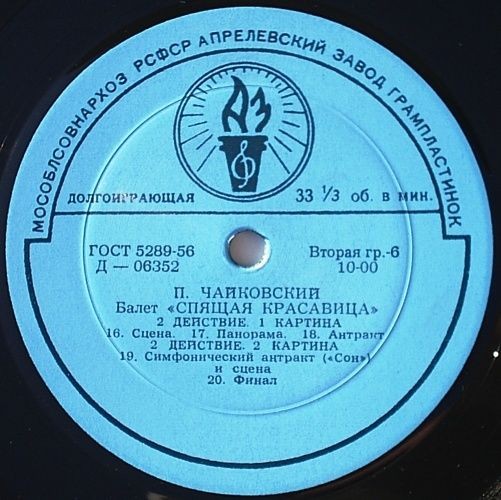 МОСОБЛСОВНАРХОЗ РСФСР АПРЕЛЕВСКИЙ ЗАВОД ГРАМПЛАСТИНОК
АЗ
ДОЛГОИГРАЮЩАЯ 33 1/3 об. в мин.
ГОСТ 5289-56 Вторая гр.-6
Д — 06352 10-00
П. ЧАЙКОВСКИЙ
Балет «СПЯЩАЯ КРАСАВИЦА»
2 ДЕЙСТВИЕ. 1 КАРТИНА
16. Сцена. 17. Панорама. 18. Антракт
2 ДЕЙСТВИЕ. 2 КАРТИНА
19. Симфонический антракт («Сон»)
и сцена
20. Финал